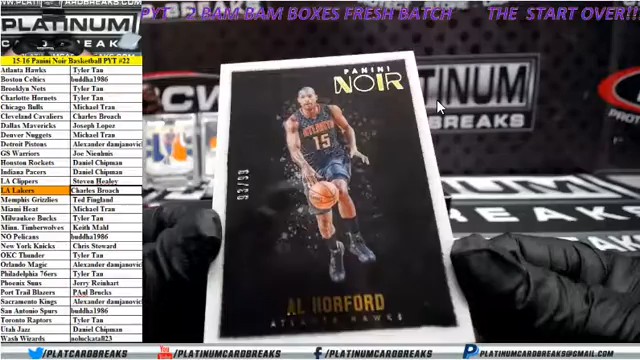 WWW.PLATINUMCARDBREAKS.COM
PLATINUM
CARDBREAKS.COM
PYT 2 BAM BAM BOXES FRESH BATCH THE START OVER!!!
15-16 Panini Noir Basketball PYT #22
Atlanta Hawks Tyler Tan
Boston Celtics buddha1986
Brooklyn Nets Tyler Tan
Charlotte Hornets Tyler Tan
Chicago Bulls Michael Tran
Cleveland Cavaliers Charles Broach
Dallas Mavericks Joseph Lopez
Denver Nuggets Michael Tran
Detroit Pistons Alexander damjanovic
GS Warriors Joe Nienhuis
Houston Rockets Daniel Chipman
Indiana Pacers Daniel Chipman
LA Clippers Steven Healey
LA Lakers Charles Broach
Memphis Grizzlies Ted Fingland
Miami Heat Michael Tran
Milwaukee Bucks Tyler Tan
Minn. Timberwolves Keith Mahl
NO Pelicans buddha1986
New York Knicks Chris Steward
OKC Thunder Tyler Tan
Orlando Magic Alexander damjanovic
Philadelphia 76ers Tyler Tan
Phoenix Suns Jerry Reinhart
Port Trail Blazers PAul Brucks
Sacramento Kings Alexander damjanovic
San Antonio Spurs buddha1986
Toronto Raptors Tyler Tan
Utah Jazz Daniel Chipman
Wash Wizards noluckatall23
PANINI
NOIR
ATLANTA
15
93/99
AL HORFORD
ATLANTA HAWKS
PLATINUM
BREAKS
/PLATCARDBREAKS
/PLATINUMCARDBREAKS
/PLATINUMCARDBREAKS
PLATINUMCARDBREAKS@GMAIL.COM